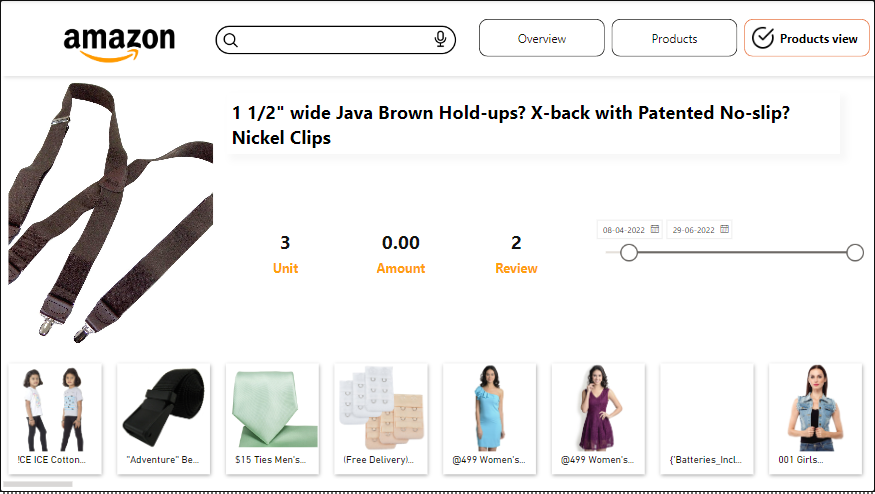 amazon
Overview
Products
Products view
1 1/2" wide Java Brown Hold-ups? X-back with Patented No-slip?
Nickel Clips
3
0.00
2
Unit
Amount
Review
08-04-2022
29-06-2022
!CE ICE Cotton...
"Adventure" Be...
$15 Ties Men's...
(Free Delivery)...
@499 Women's...
@499 Women's...
{'Batteries_Incl...
001 Girls...